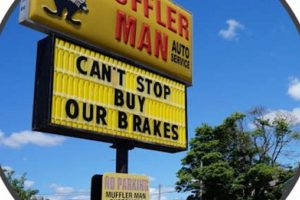 MUFFLER
MAN
AUTO
SERVICE
CAN'T STOP
BUY
OUR BRAKES
NO PARKING
MUFFLER MAN